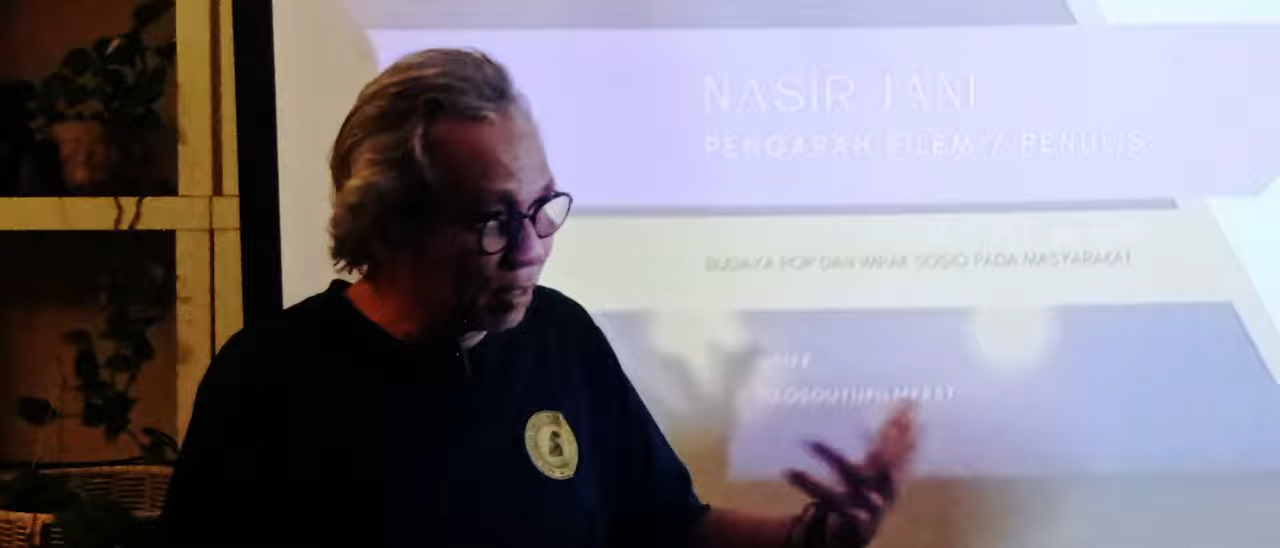 NASIR JANI
PENGARAH FILEM // PENULIS
BUDAYA POP DAN IMPAK SOSIO PADA MASYARAKAT